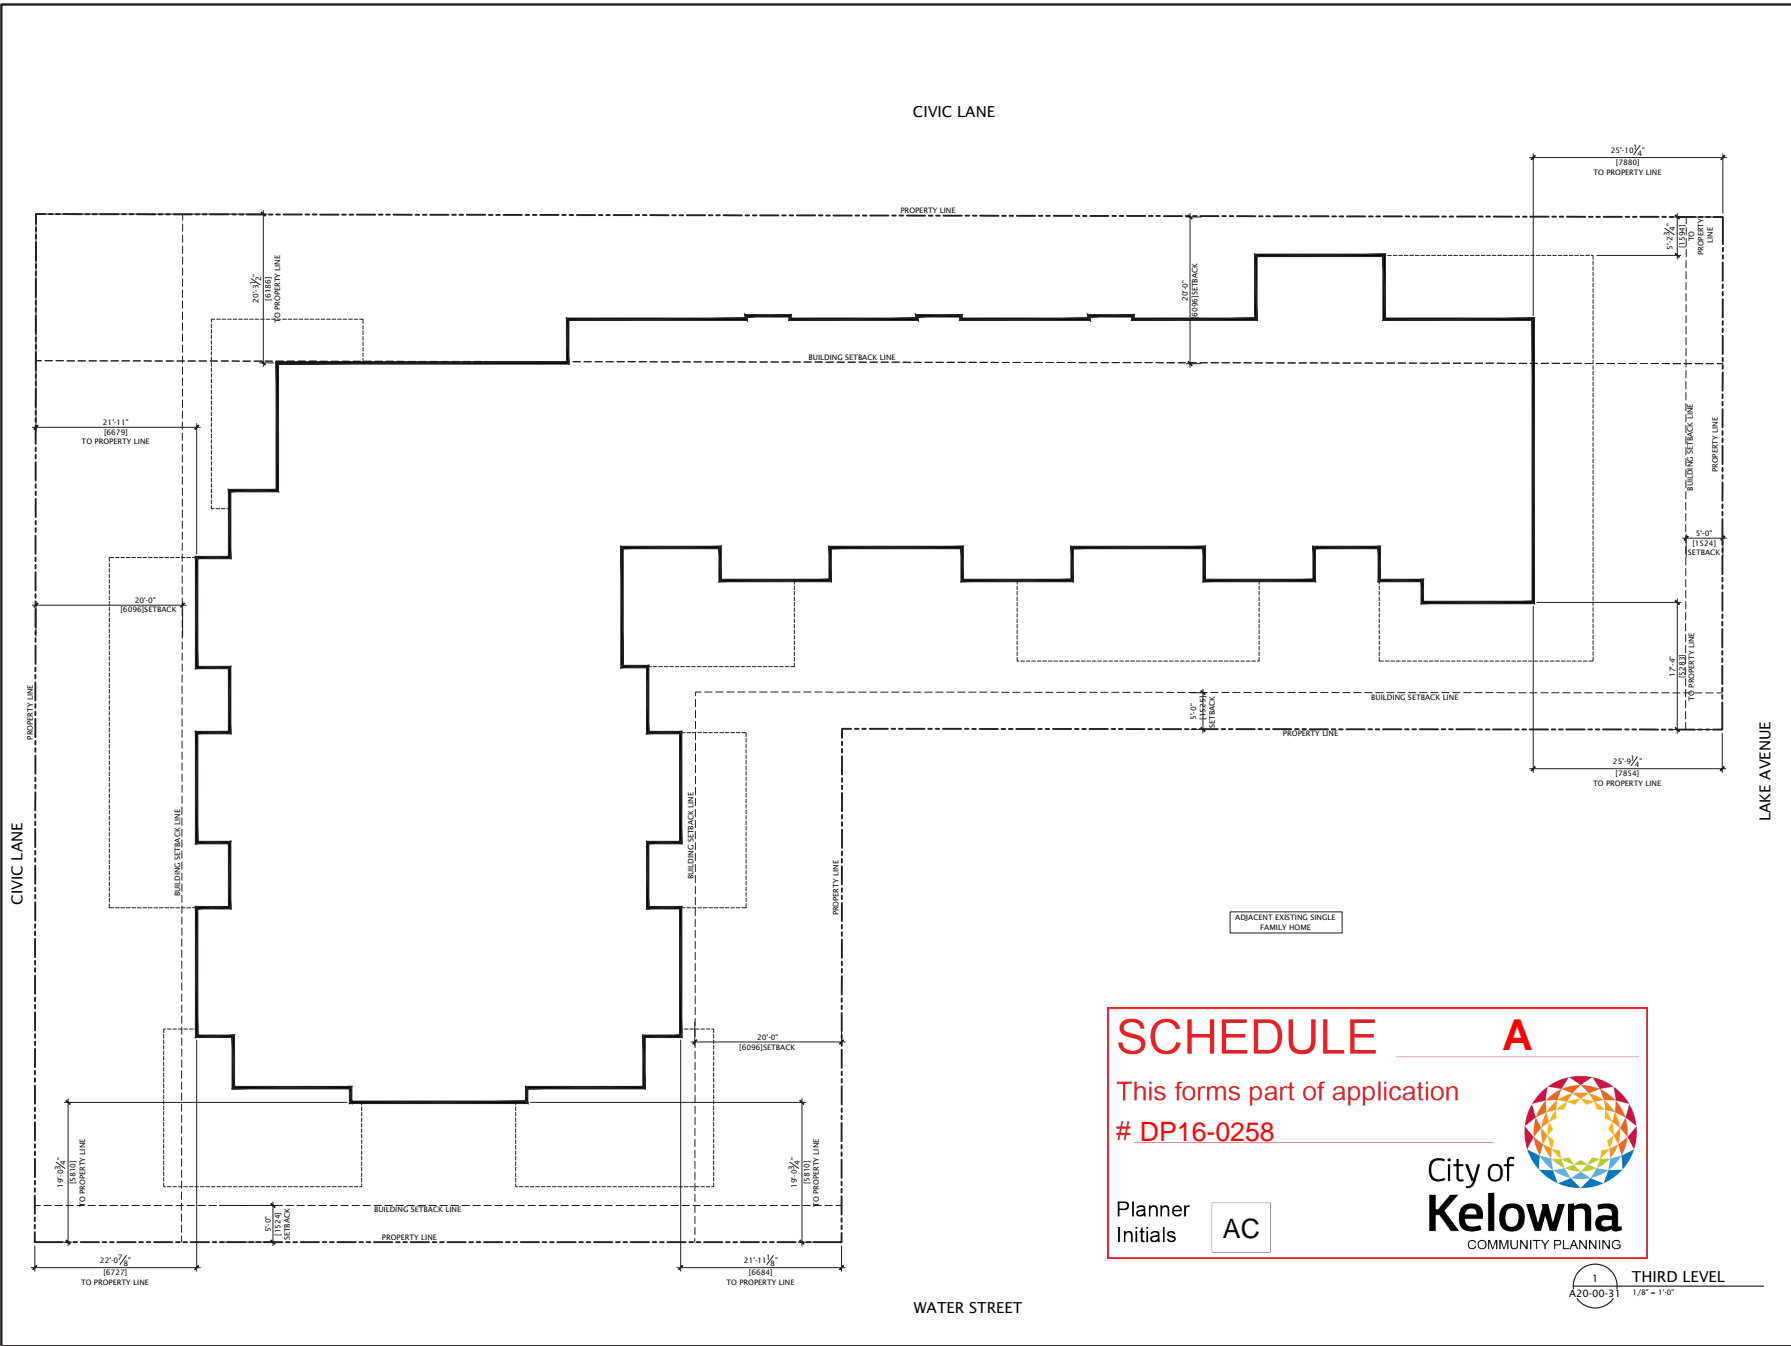 CIVIC LANE
25'-10¼"
[7880]
TO PROPERTY LINE
PROPERTY LINE
20'-3½"
[6186]
TO PROPERTY LINE
20'-0"
[6096]SETBACK
5'-2¾"
[1594]
TO
PROPERTY
LINE
BUILDING SETBACK LINE
21'-11"
[6679]
TO PROPERTY LINE
BUILDING SETBACK LINE
PROPERTY LINE
5'-0"
[1524]
SETBACK
20'-0"
[6096]SETBACK
17'-4"
[5283]
TO PROPERTY LINE
PROPERTY LINE
5'-0"
[1525]
SETBACK
BUILDING SETBACK LINE
PROPERTY LINE
25'-9¼"
[7854]
TO PROPERTY LINE
LAKE AVENUE
CIVIC LANE
BUILDING SETBACK LINE
BUILDING SETBACK LINE
PROPERTY LINE
ADJACENT EXISTING SINGLE
FAMILY HOME
20'-0"
[6096]SETBACK
19'-0¾"
[5810]
TO PROPERTY LINE
19'-0¾"
[5810]
TO PROPERTY LINE
BUILDING SETBACK LINE
5'-0"
[1524]
SETBACK
PROPERTY LINE
22'-0⅞"
[6727]
TO PROPERTY LINE
21'-11⅛"
[6684]
TO PROPERTY LINE
WATER STREET
SCHEDULE A
This forms part of application
# DP16-0258
City of
Kelowna
COMMUNITY PLANNING
Planner
Initials
AC
1
A20-00-31
THIRD LEVEL
1/8" = 1'-0"